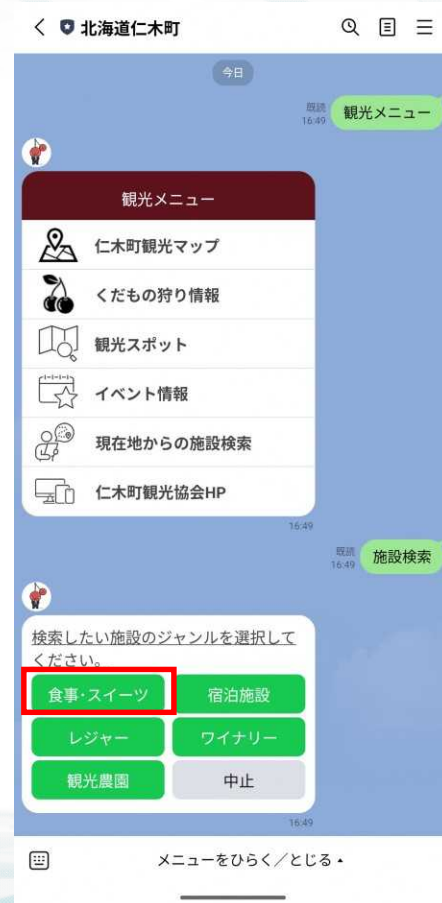 北海道仁木町
今日
既読
16:49
観光メニュー
観光メニュー
仁木町観光マップ
くだもの狩り情報
観光スポット
イベント情報
現在地からの施設検索
仁木町観光協会HP
16:49
既読
16:49
施設検索
検索したい施設のジャンルを選択して
ください。
食事・スイーツ
宿泊施設
レジャー
ワイナリー
観光農園
中止
16:49
メニューをひらく／とじる